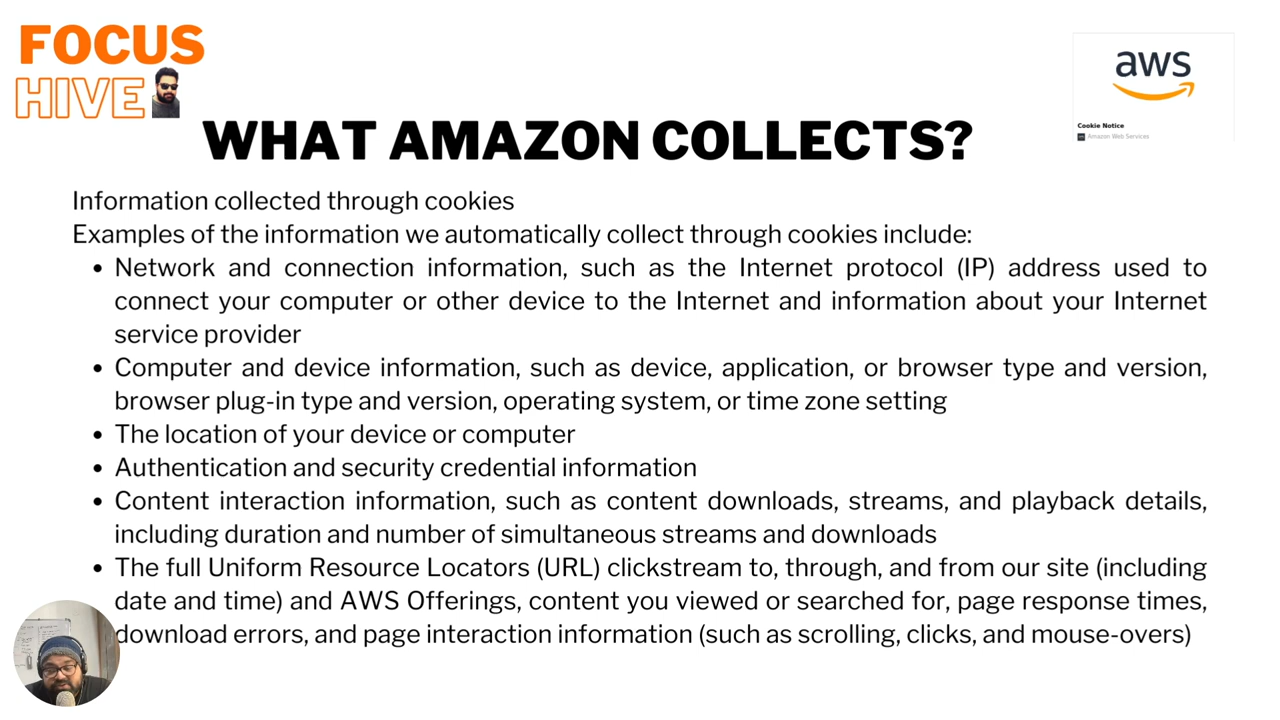 FOCUS
HIVE
aws
Cookie Notice
Amazon Web Services
WHAT AMAZON COLLECTS?
Information collected through cookies
Examples of the information we automatically collect through cookies include:
• Network and connection information, such as the Internet protocol (IP) address used to
connect your computer or other device to the Internet and information about your Internet
service provider
• Computer and device information, such as device, application, or browser type and version,
browser plug-in type and version, operating system, or time zone setting
• The location of your device or computer
• Authentication and security credential information
• Content interaction information, such as content downloads, streams, and playback details,
including duration and number of simultaneous streams and downloads
• The full Uniform Resource Locators (URL) clickstream to, through, and from our site (including
date and time) and AWS Offerings, content you viewed or searched for, page response times,
download errors, and page interaction information (such as scrolling, clicks, and mouse-overs)